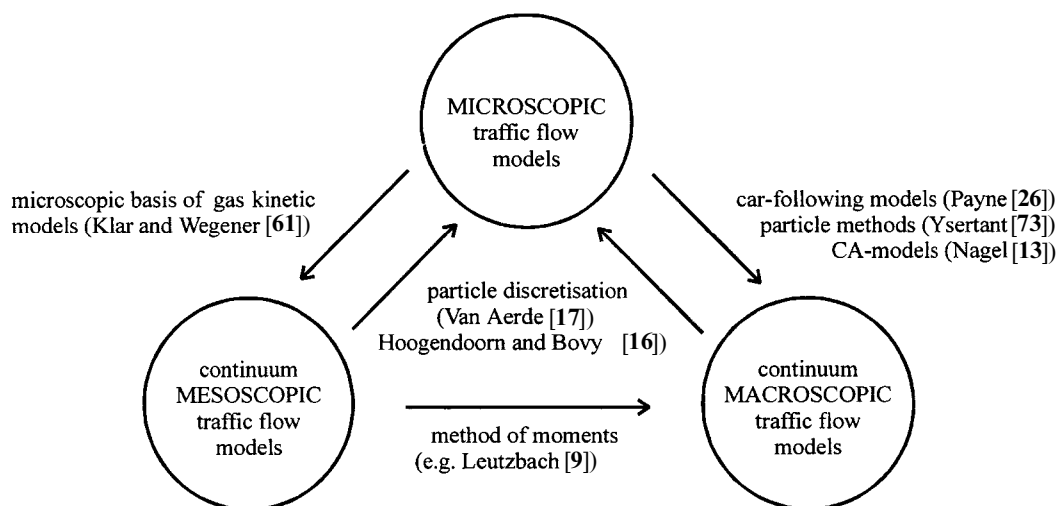 MICROSCOPIC
traffic flow
models
microscopic basis of gas kinetic
models (Klar and Wegener [61])
car-following models (Payne [26])
particle methods (Ysertant [73])
CA-models (Nagel [13])
particle discretisation
(Van Aerde [17])
Hoogendoorn and Bovy [16])
continuum
MESOSCOPIC
traffic flow
models
continuum
MACROSCOPIC
traffic flow
models
method of moments
(e.g. Leutzbach [9])